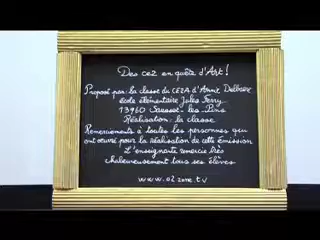 Des ce2 en quête d'Art !
Proposé par : la classe du CE2A d'Annie Delbière
école élémentaire Jules Ferry
13960 Sausset-les Pins
Réalisation : la classe
Remerciements à toutes les personnes qui
ont œuvré pour la réalisation de cette émission
L'enseignante remercie très
chaleureusement tous ses élèves
www.o2zone.tv